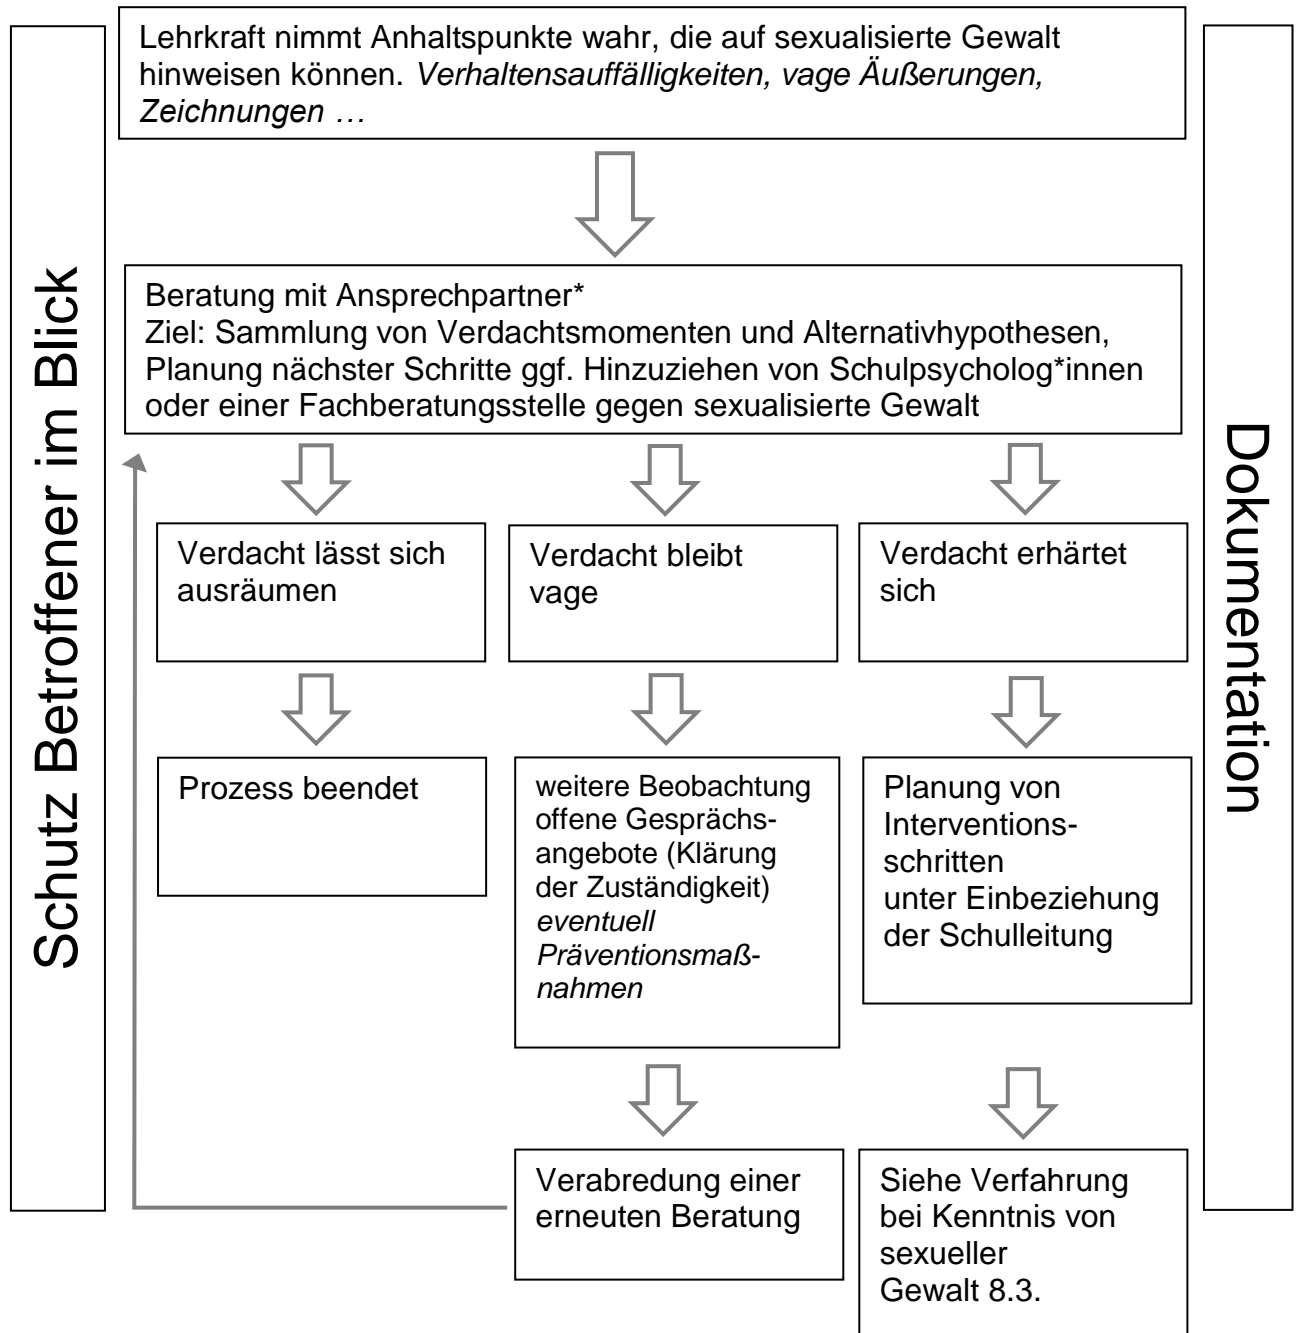 Lehrkraft nimmt Anhaltspunkte wahr, die auf sexualisierte Gewalt
hinweisen können. Verhaltensauffälligkeiten, vage Äußerungen,
Zeichnungen …
Schutz Betroffener im Blick
Dokumentation
Beratung mit Ansprechpartner*
Ziel: Sammlung von Verdachtsmomenten und Alternativhypothesen,
Planung nächster Schritte ggf. Hinzuziehen von Schulpsycholog*innen
oder einer Fachberatungsstelle gegen sexualisierte Gewalt
Verdacht lässt sich
ausräumen
Verdacht bleibt
vage
Verdacht erhärtet
sich
Prozess beendet
weitere Beobachtung
offene Gesprächs-
angebote (Klärung
der Zuständigkeit)
eventuell
Präventionsmaß-
nahmen
Planung von
Interventions-
schritten
unter Einbeziehung
der Schulleitung
Verabredung einer
erneuten Beratung
Siehe Verfahrung
bei Kenntnis von
sexueller
Gewalt 8.3.